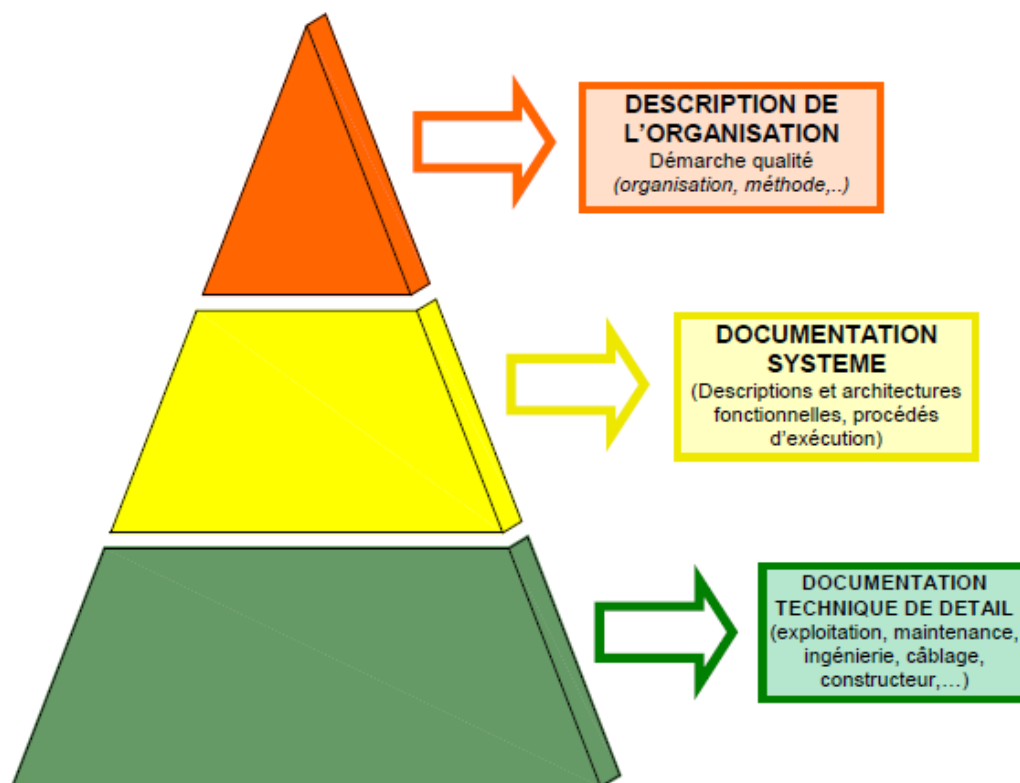 DESCRIPTION DE
L'ORGANISATION
Démarche qualité
(organisation, méthode,..)
DOCUMENTATION
SYSTEME
(Descriptions et architectures
fonctionnelles, procédés
d'exécution)
DOCUMENTATION
TECHNIQUE DE DETAIL
(exploitation, maintenance,
ingénierie, câblage,
constructeur,…)